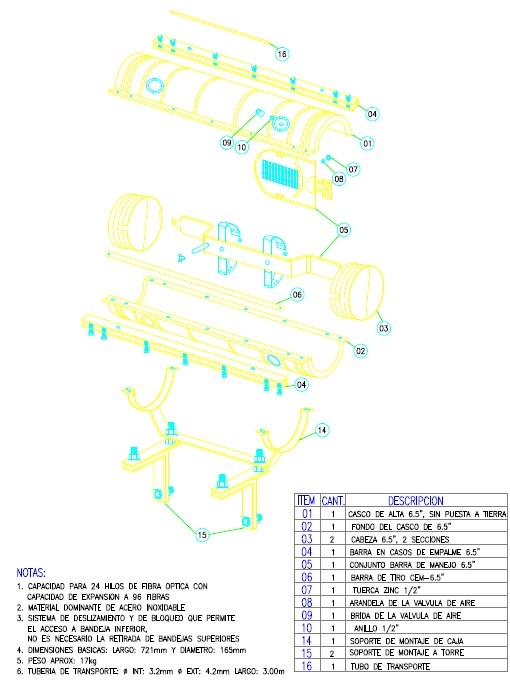 16
04
01
09
10
07
08
05
06
03
02
04
14
15
ITEM CANT. DESCRIPCION
01 1 CASCO DE ALTA 6.5", SIN PUESTA A TIERRA
02 1 FONDO DEL CASCO DE 6.5"
03 2 CABEZA 6.5", 2 SECCIONES
04 1 BARRA EN CASOS DE EMPALME 6.5"
05 1 CONJUNTO BARRA DE MANEJO 6.5"
06 1 BARRA DE TIRO CEM-6.5"
07 1 TUERCA ZINC 1/2"
08 1 ARANDELA DE LA VALVULA DE AIRE
09 1 BRIDA DE LA VALVULA DE AIRE
10 1 ANILLO 1/2"
14 1 SOPORTE DE MONTAJE DE CAJA
15 2 SOPORTE DE MONTAJE A TORRE
16 1 TUBO DE TRANSPORTE
NOTAS:
1. CAPACIDAD PARA 24 HILOS DE FIBRA OPTICA CON
CAPACIDAD DE EXPANSION A 96 FIBRAS
2. MATERIAL DOMINANTE DE ACERO INOXIDABLE
3. SISTEMA DE DESLIZAMIENTO Y DE BLOQUEO QUE PERMITE
EL ACCESO A BANDEJA INFERIOR,
NO ES NECESARIO LA RETIRADA DE BANDEJAS SUPERIORES
4. DIMENSIONES BASICAS: LARGO: 721mm Y DIAMETRO: 165mm
5. PESO APROX: 17kg
6. TUBERIA DE TRANSPORTE: ø INT: 3.2mm ø EXT: 4.2mm LARGO: 3.00m